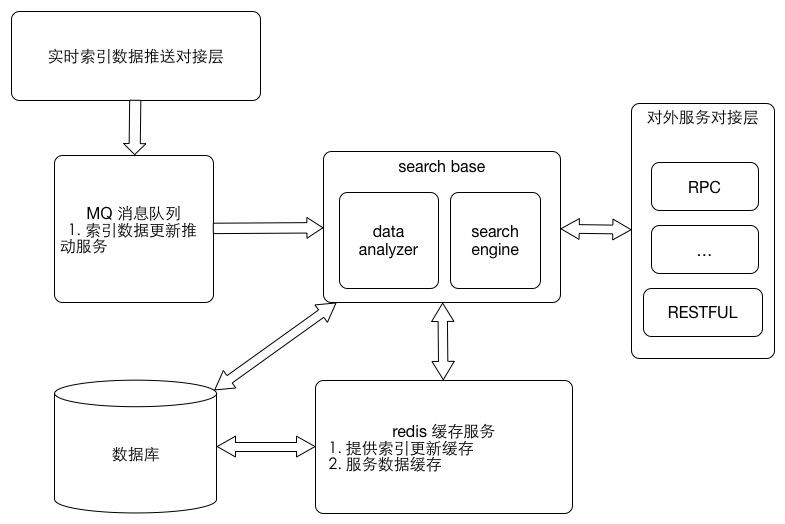 实时索引数据推送对接层
MQ 消息队列
1. 索引数据更新推
动服务
search base
data
analyzer
search
engine
对外服务对接层
RPC
...
RESTFUL
数据库
redis 缓存服务
1. 提供索引更新缓存
2. 服务数据缓存